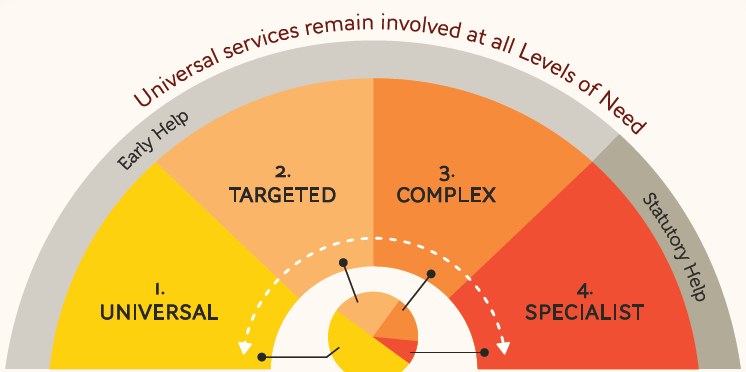 Universal services remain involved at all Levels of Need
Early Help
2.
TARGETED
3.
COMPLEX
Statutory Help
1.
UNIVERSAL
4.
SPECIALIST